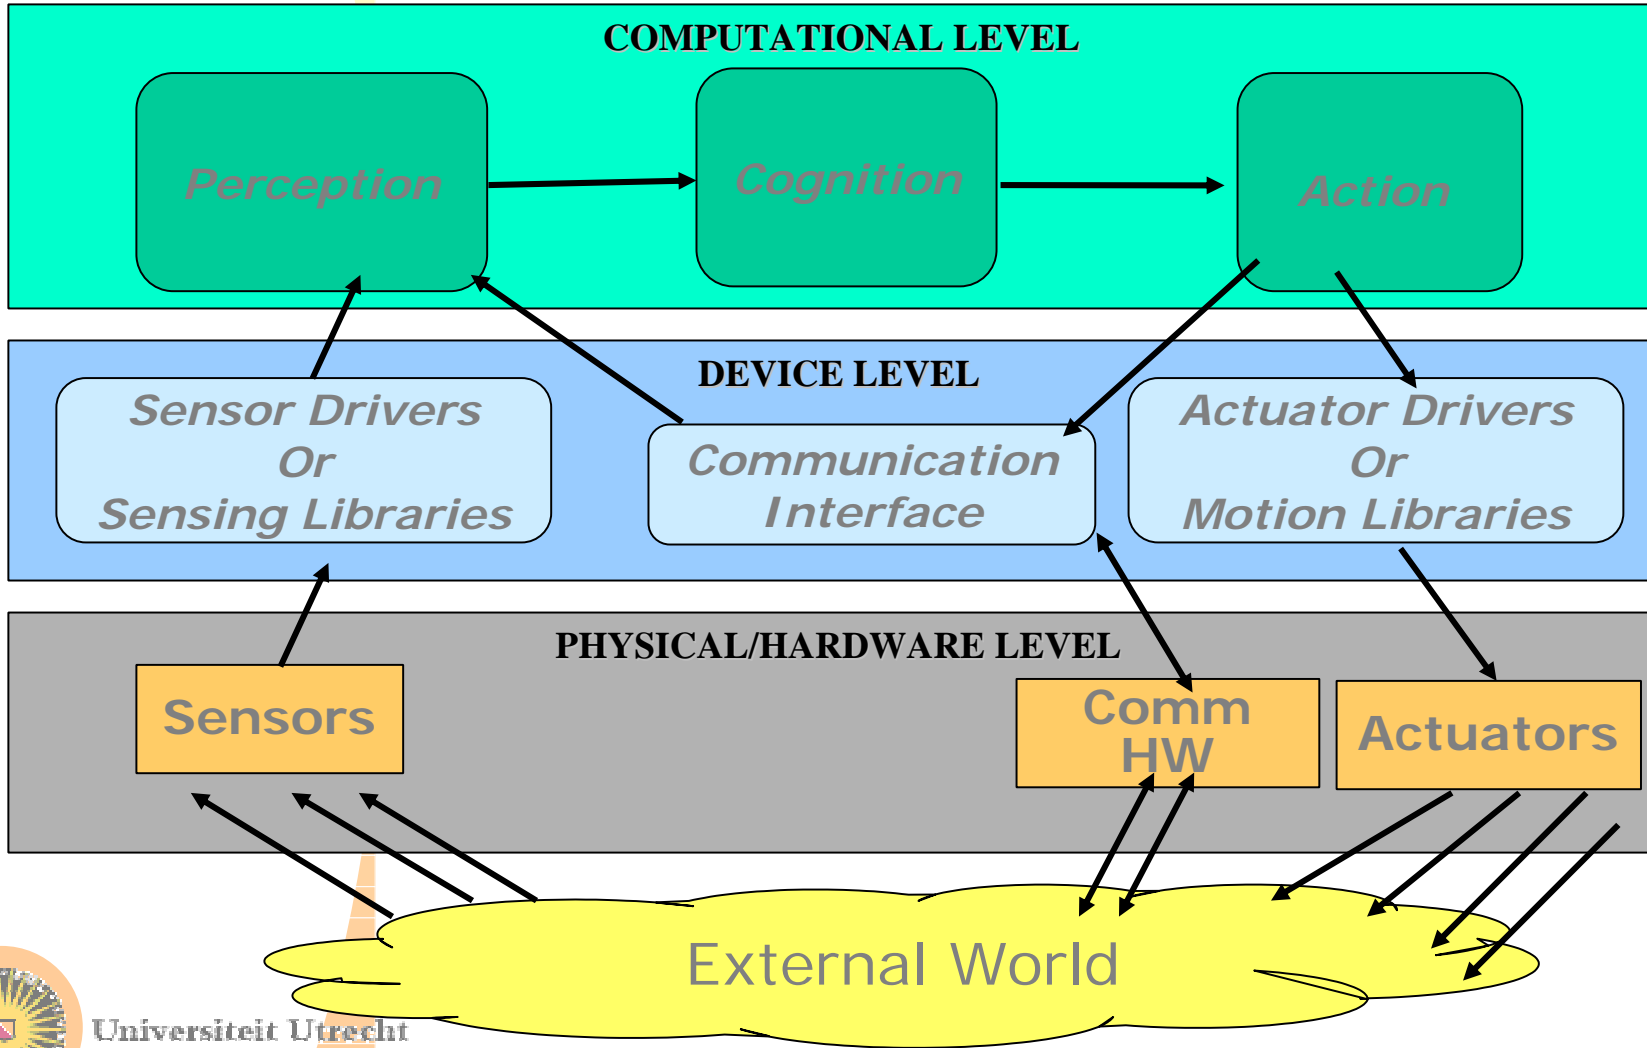 COMPUTATIONAL LEVEL
Perception
Cognition
Action
DEVICE LEVEL
Sensor Drivers
Or
Sensing Libraries
Communication
Interface
Actuator Drivers
Or
Motion Libraries
PHYSICAL/HARDWARE LEVEL
Sensors
Comm
HW
Actuators
External World
Universiteit Utrecht